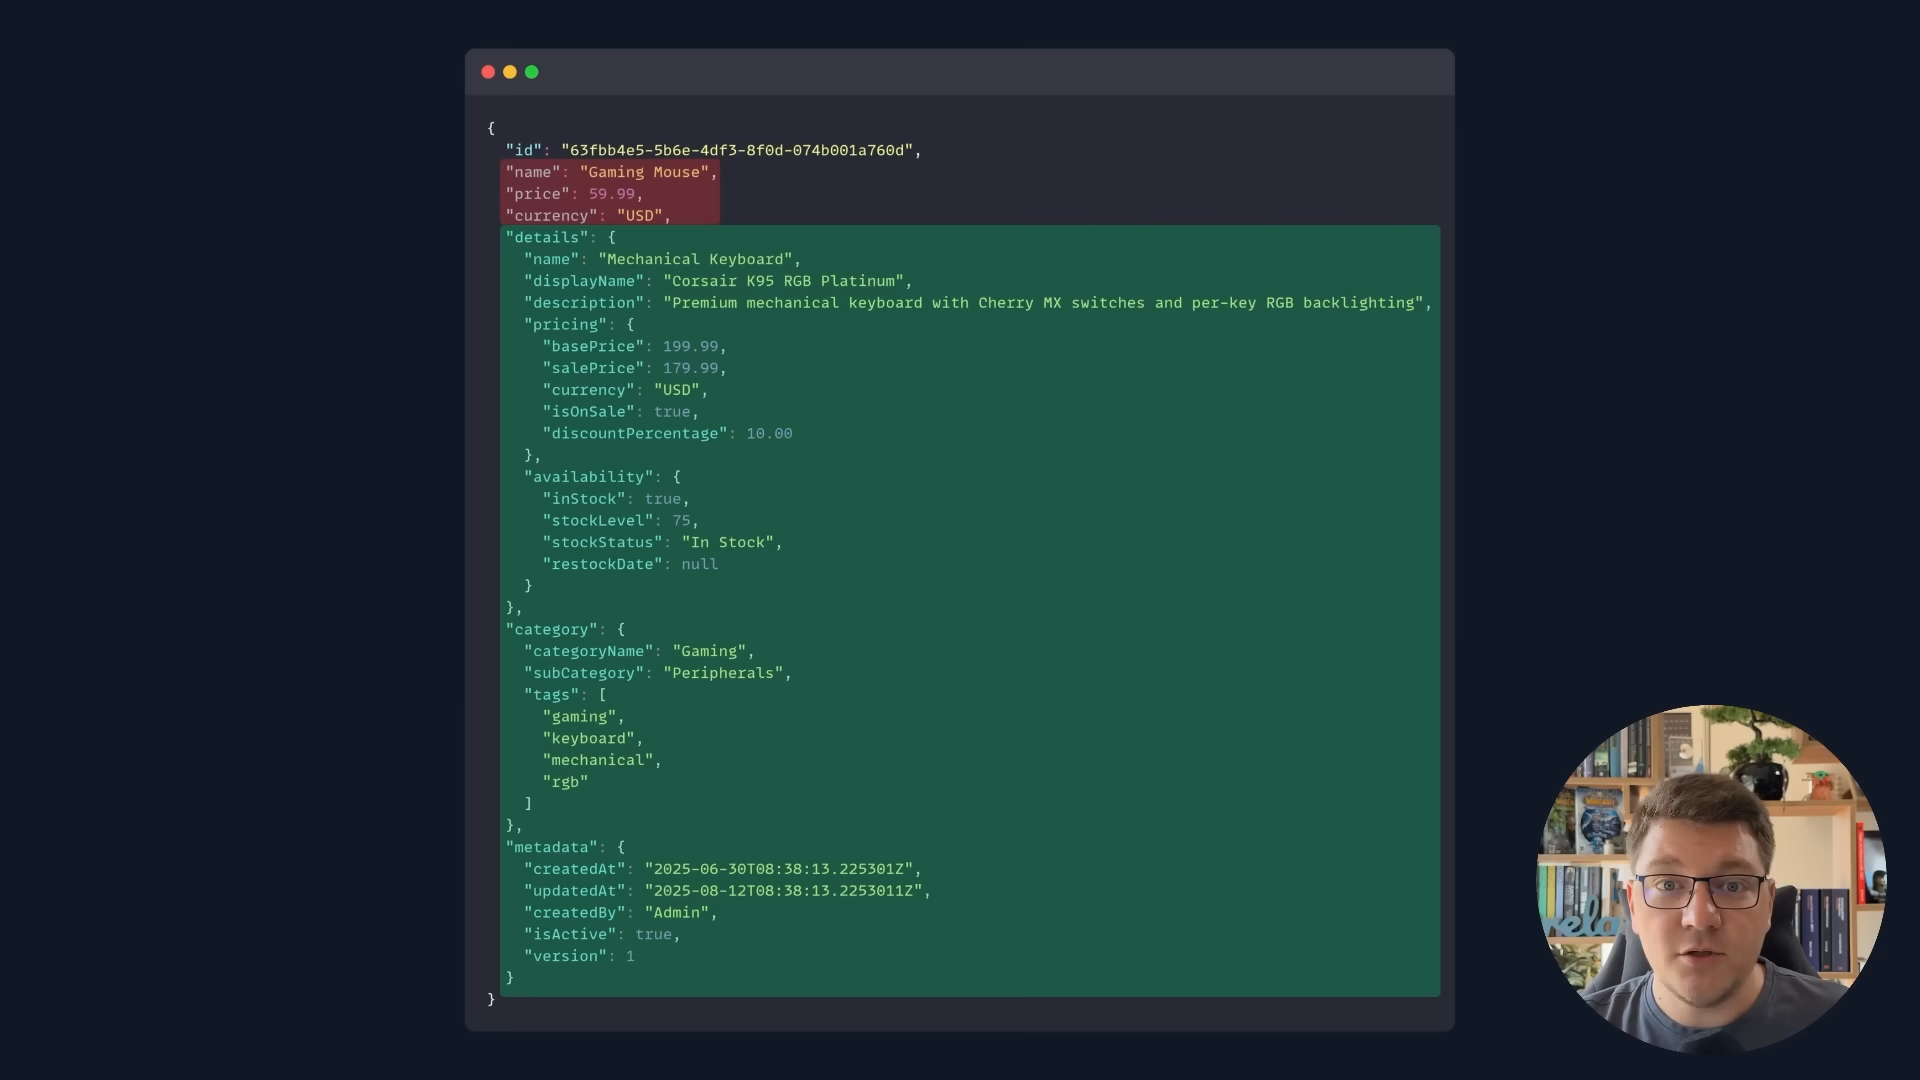 {
"id": "63fbb4e5-5b6e-4df3-8f0d-074b001a760d",
"name": "Gaming Mouse",
"price": 59.99,
"currency": "USD",
"details": {
"name": "Mechanical Keyboard",
"displayName": "Corsair K95 RGB Platinum",
"description": "Premium mechanical keyboard with Cherry MX switches and per-key RGB backlighting",
"pricing": {
"basePrice": 199.99,
"salePrice": 179.99,
"currency": "USD",
"isOnSale": true,
"discountPercentage": 10.00
},
"availability": {
"inStock": true,
"stockLevel": 75,
"stockStatus": "In Stock",
"restockDate": null
}
},
"category": {
"categoryName": "Gaming",
"subCategory": "Peripherals",
"tags": [
"gaming",
"keyboard",
"mechanical",
"rgb"
]
},
"metadata": {
"createdAt": "2025-06-30T08:38:13.225301Z",
"updatedAt": "2025-08-12T08:38:13.2253011Z",
"createdBy": "Admin",
"isActive": true,
"version": 1
}
}